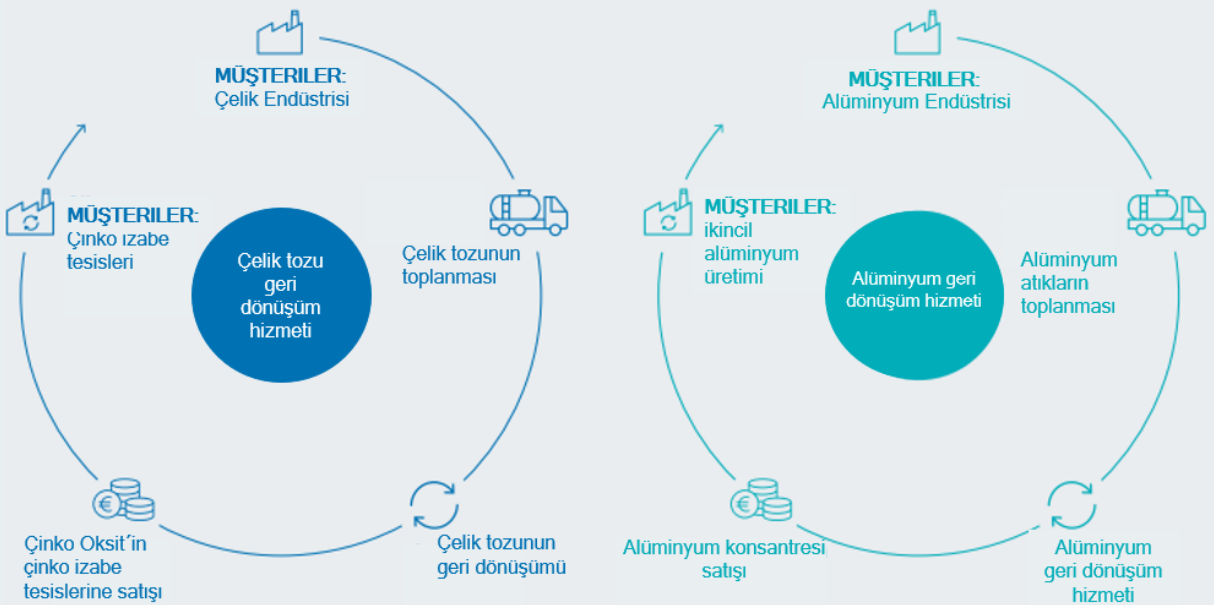 MÜŞTERILER:
Çelik Endüstrisi
Çelik tozunun
toplanması
Çelik tozunun
geri dönüşümü
Çinko Oksit´in
çinko izabe
tesislerine satışı
MÜŞTERILER:
Çinko izabe
tesisleri
Çelik tozu
geri
dönüşüm
hizmeti
MÜŞTERILER:
Alüminyum Endüstrisi
Alüminyum
atıkların
toplanması
Alüminyum
geri dönüşüm
hizmeti
Alüminyum konsantresi
satışı
MÜŞTERILER:
ikincil
alüminyum
üretimi
Alüminyum geri
dönüşüm hizmeti